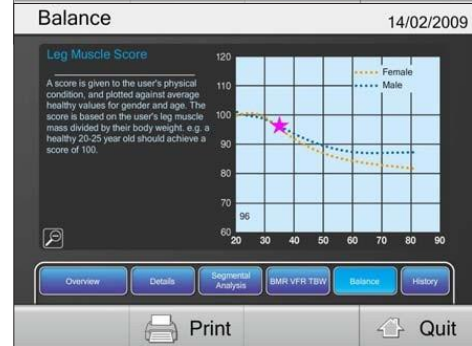 Balance
14/02/2009
Leg Muscle Score
A score is given to the user's physical
condition, and plotted against average
healthy values for gender and age. The
score is based on the user's leg muscle
mass divided by their body weight. e.g. a
healthy 20-25 year old should achieve a
score of 100.
120
110
100
90
80
70
60
96
Female
Male
20 30 40 50 60 70 80 90
Overview
Details
Segmental
Analysis
BMR VFR TBW
Balance
History
Print
Quit